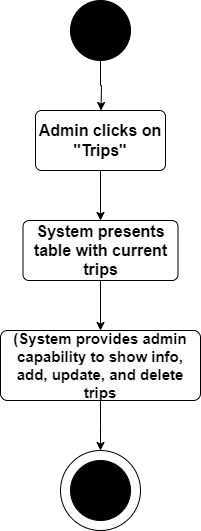 Admin clicks on
"Trips"
System presents
table with current
trips
(System provides admin
capability to show info,
add, update, and delete
trips